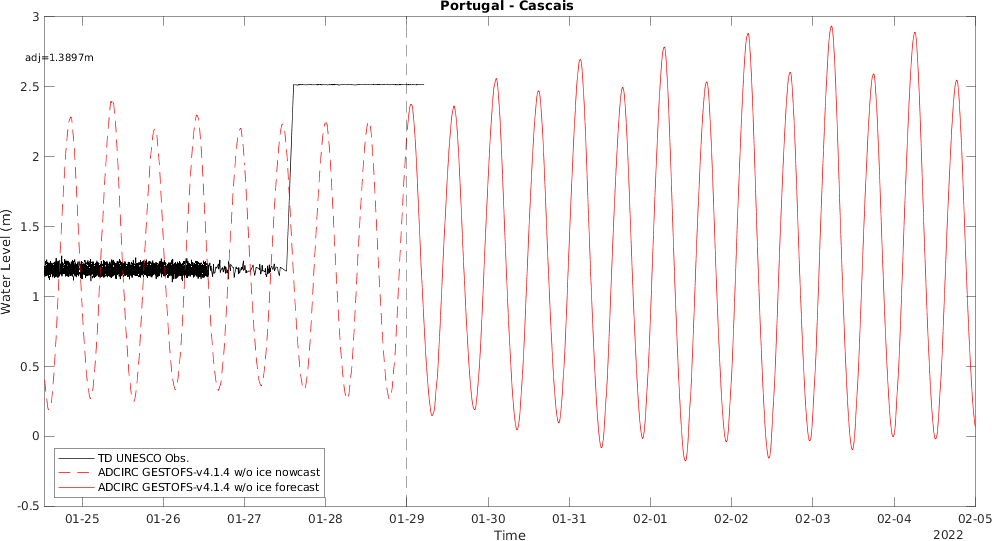 Portugal - Cascais
adj=1.3897m
3
2.5
2
1.5
1
0.5
0
-0.5
Water Level (m)
TD UNESCO Obs.
ADCIRC GESTOFS-v4.1.4 w/o ice nowcast
ADCIRC GESTOFS-v4.1.4 w/o ice forecast
01-25 01-26 01-27 01-28 01-29 01-30 01-31 02-01 02-02 02-03 02-04 02-05
Time
2022